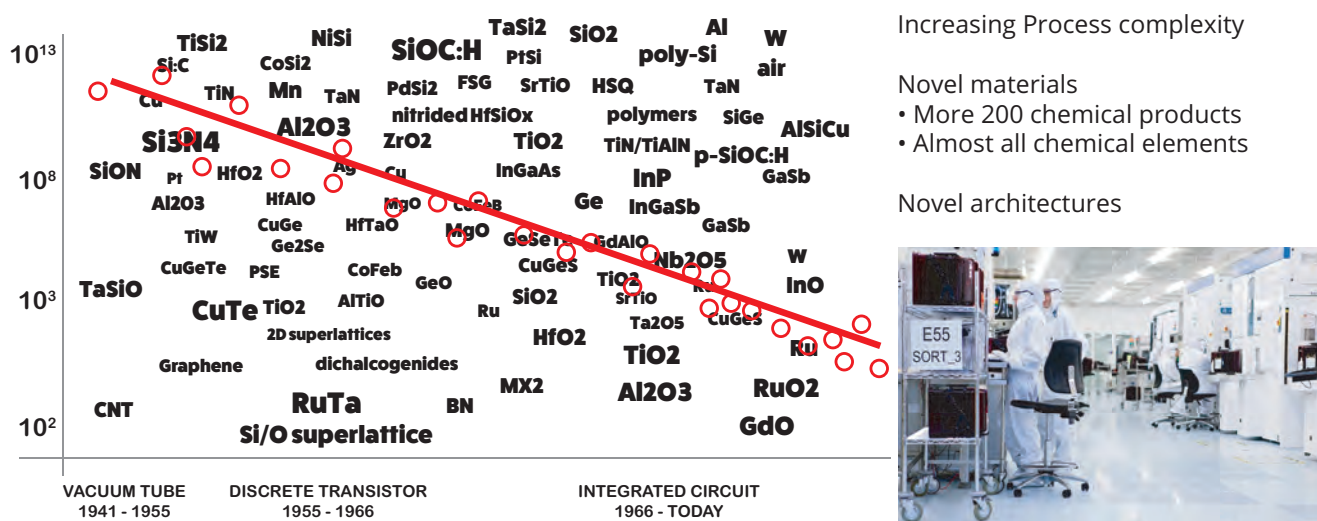 TaSi2
SiO2
Al
TiSi2
NiSi
SiOC:H
PtSi
poly-Si
W
10¹³
Si:C
CoSi2
air
Cu
TiN
Mn
TaN
PdSi2
FSG
SrTiO
HSQ
TaN
nitrided HfSiOx
polymers
SiGe
AlSiCu
Si3N4
Al2O3
ZrO2
TiO2
TiN/TiAlN
p-SiOC:H
10⁸
SiON
Pt
HfO2
Ag
Cu
InGaAs
InP
GaSb
Al2O3
HfAlO
MgO
CoFeB
Ge
InGaSb
TiW
CuGe
HfTaO
MgO
GaSb
Ge2Se
GdAlO
CuGeTe
PSE
CoFeb
GeO
CuGeS
Nb2O5
W
TiO2
InO
TaSiO
10³
CuTe
TiO2
AlTiO
Ru
SiO2
SrTiO
Ru
2D superlattices
HfO2
Ta2O5
CuGeS
Graphene
dichalcogenides
TiO2
Ru
MX2
Al2O3
RuO2
CNT
RuTa
BN
10²
Si/O superlattice
GdO
VACUUM TUBE
1941 - 1955
DISCRETE TRANSISTOR
1955 - 1966
INTEGRATED CIRCUIT
1966 - TODAY
Increasing Process complexity
Novel materials
• More 200 chemical products
• Almost all chemical elements
Novel architectures
E55
SORT_3